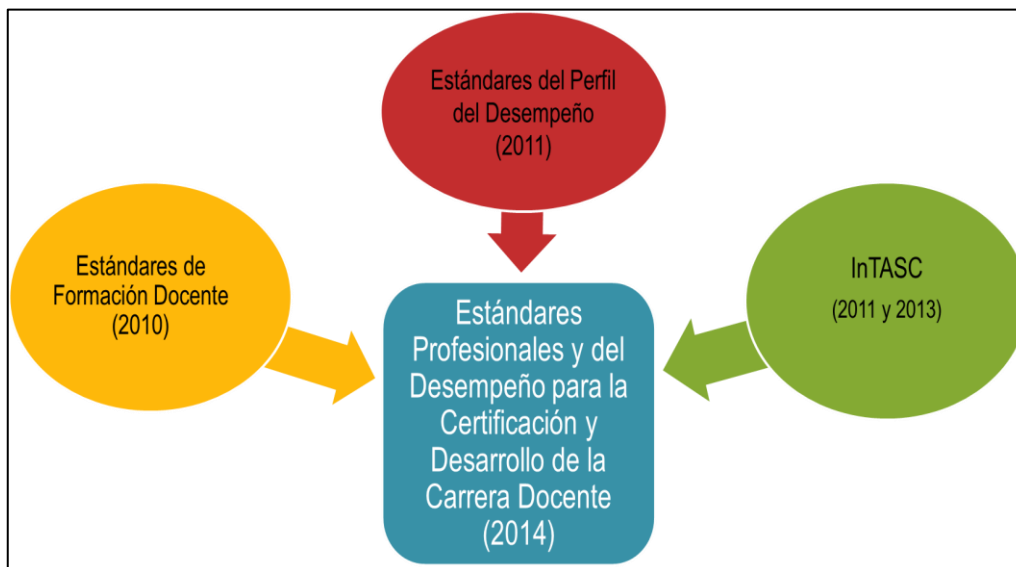 Estándares del Perfil
del Desempeño
(2011)
Estándares de
Formación Docente
(2010)
InTASC
(2011 y 2013)
Estándares
Profesionales y del
Desempeño para la
Certificación y
Desarrollo de la
Carrera Docente
(2014)